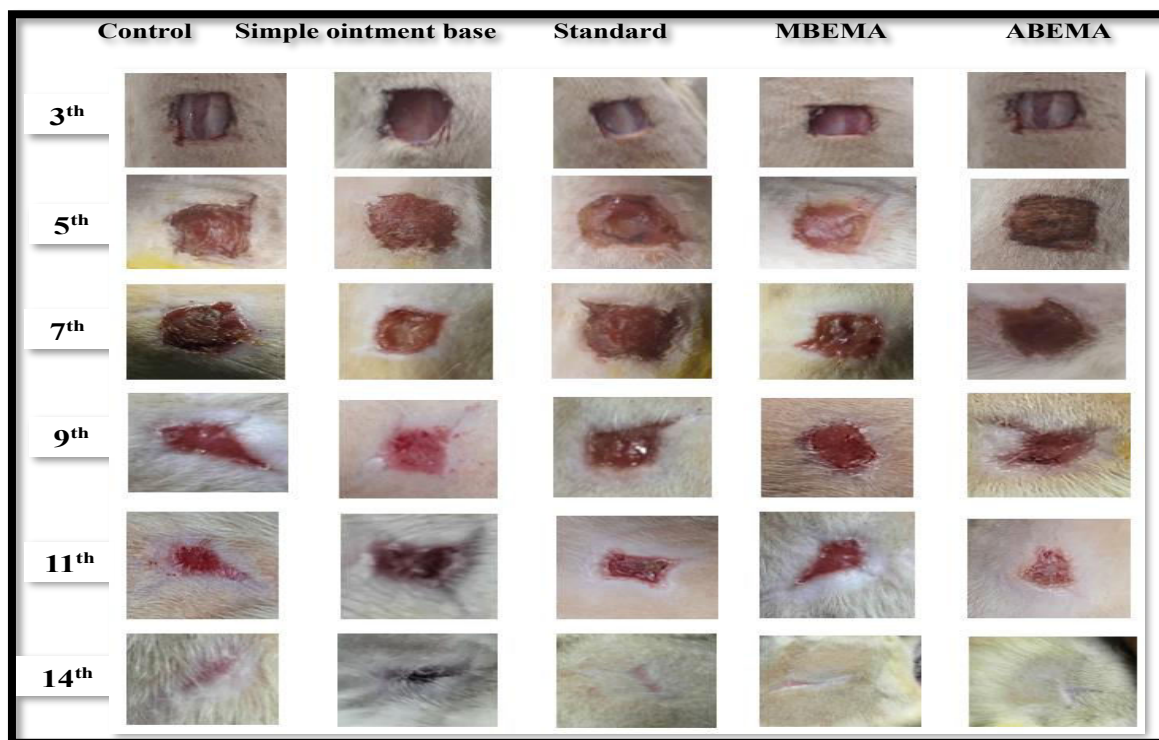 Control Simple ointment base Standard MBEMA ABEMA
3th
5th
7th
9th
11th
14th